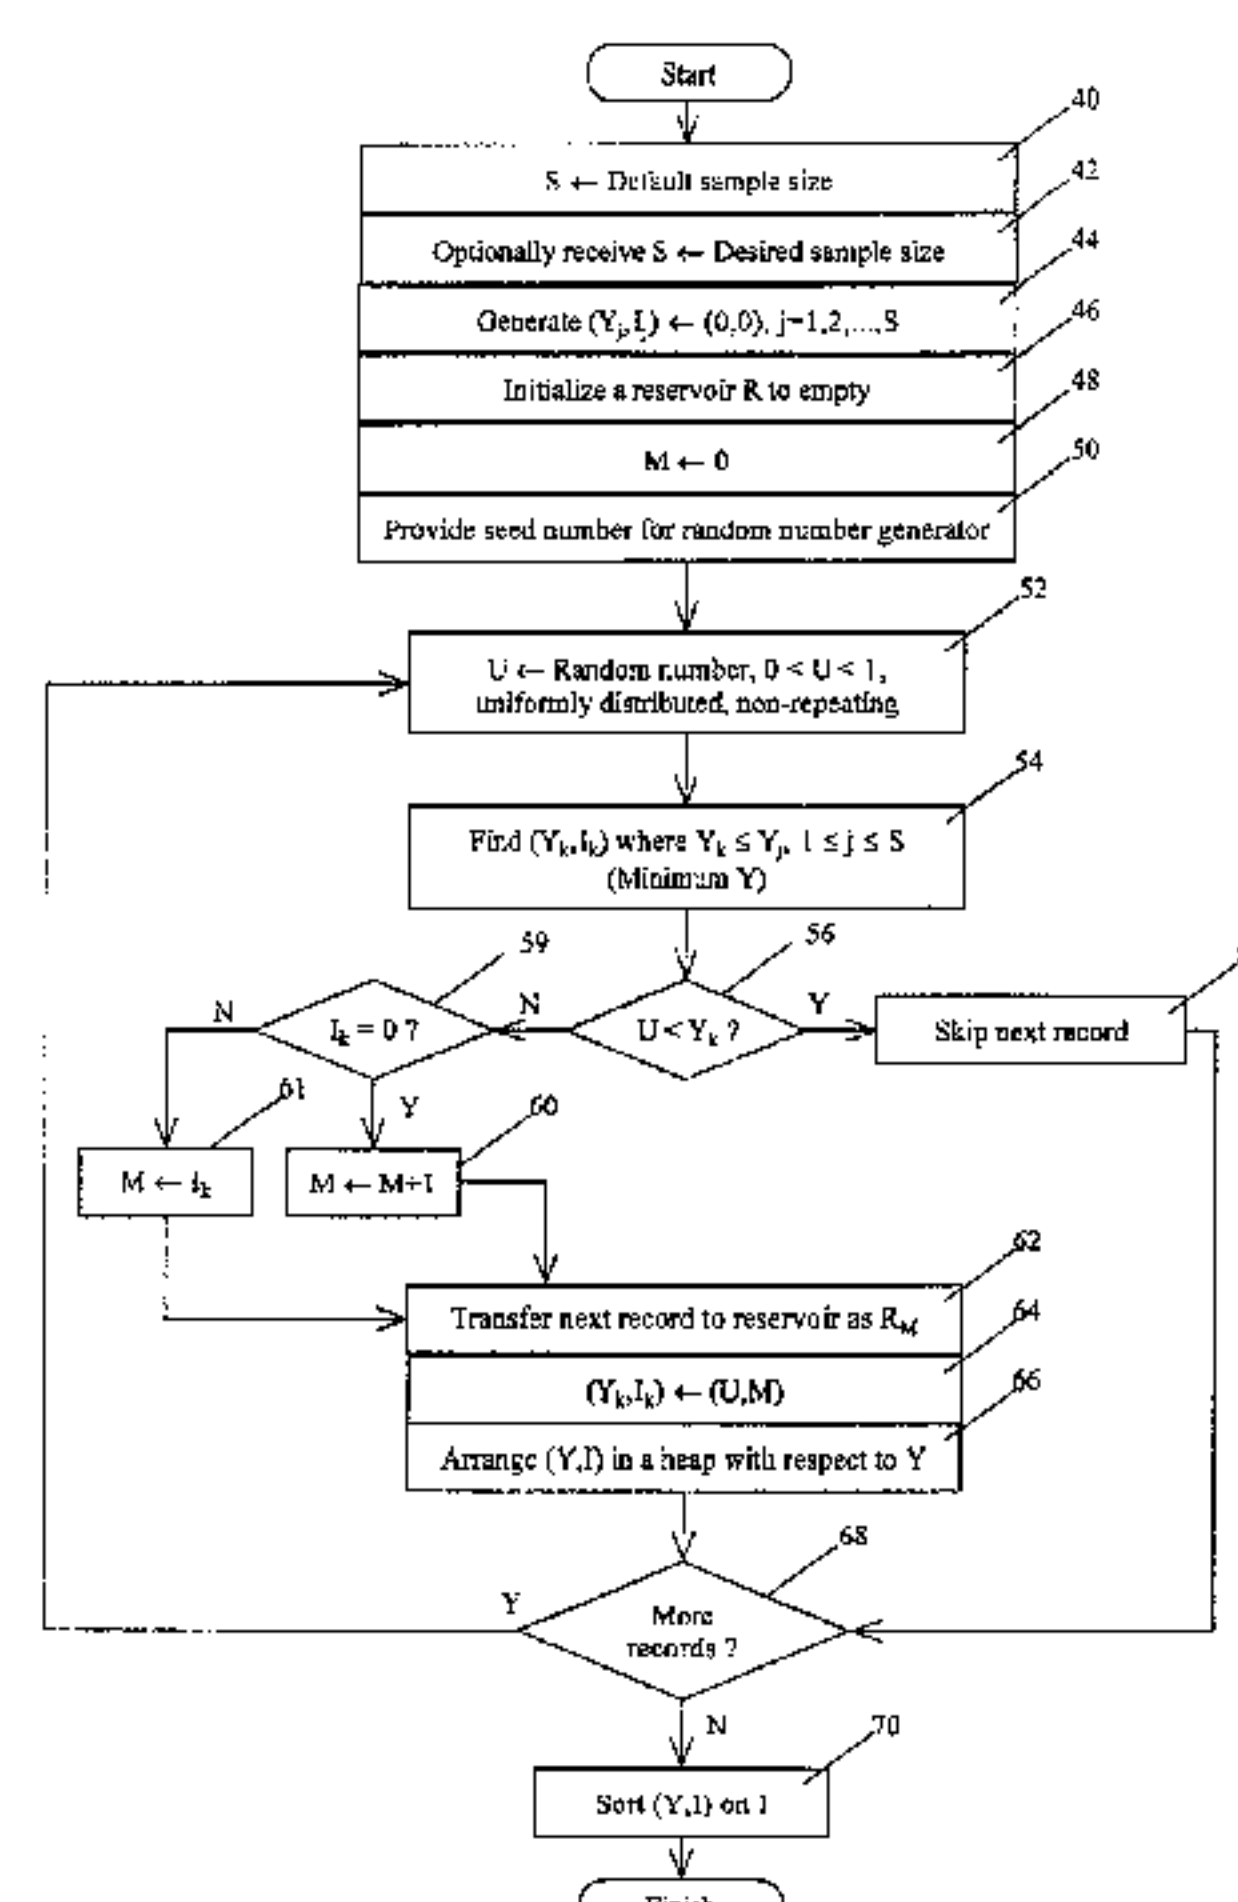 Start
40
S ← Default sample size
42
Optionally receive S ← Desired sample size
44
Generate (Yj,Ij) ← (0,0), j=1,2,...,S
46
Initialize a reservoir R to empty
48
M ← 0
50
Provide seed number for random number generator
52
U ← Random number, 0 < U < 1,
uniformly distributed, non-repeating
54
Find (Yk,Ik) where Yk ≤ Yj, 1 ≤ j ≤ S
(Minimum Y)
59
56
N
Ik = 0 ?
N
U < Yk ?
Y
Skip next record
61
Y
60
M ← Ik
M ← M+1
62
Transfer next record to reservoir as RM
64
(Yk,Ik) ← (U,M)
66
Arrange (Y,I) in a heap with respect to Y
68
Y
More
records ?
N
70
Sort (Y,I) on I
Finish